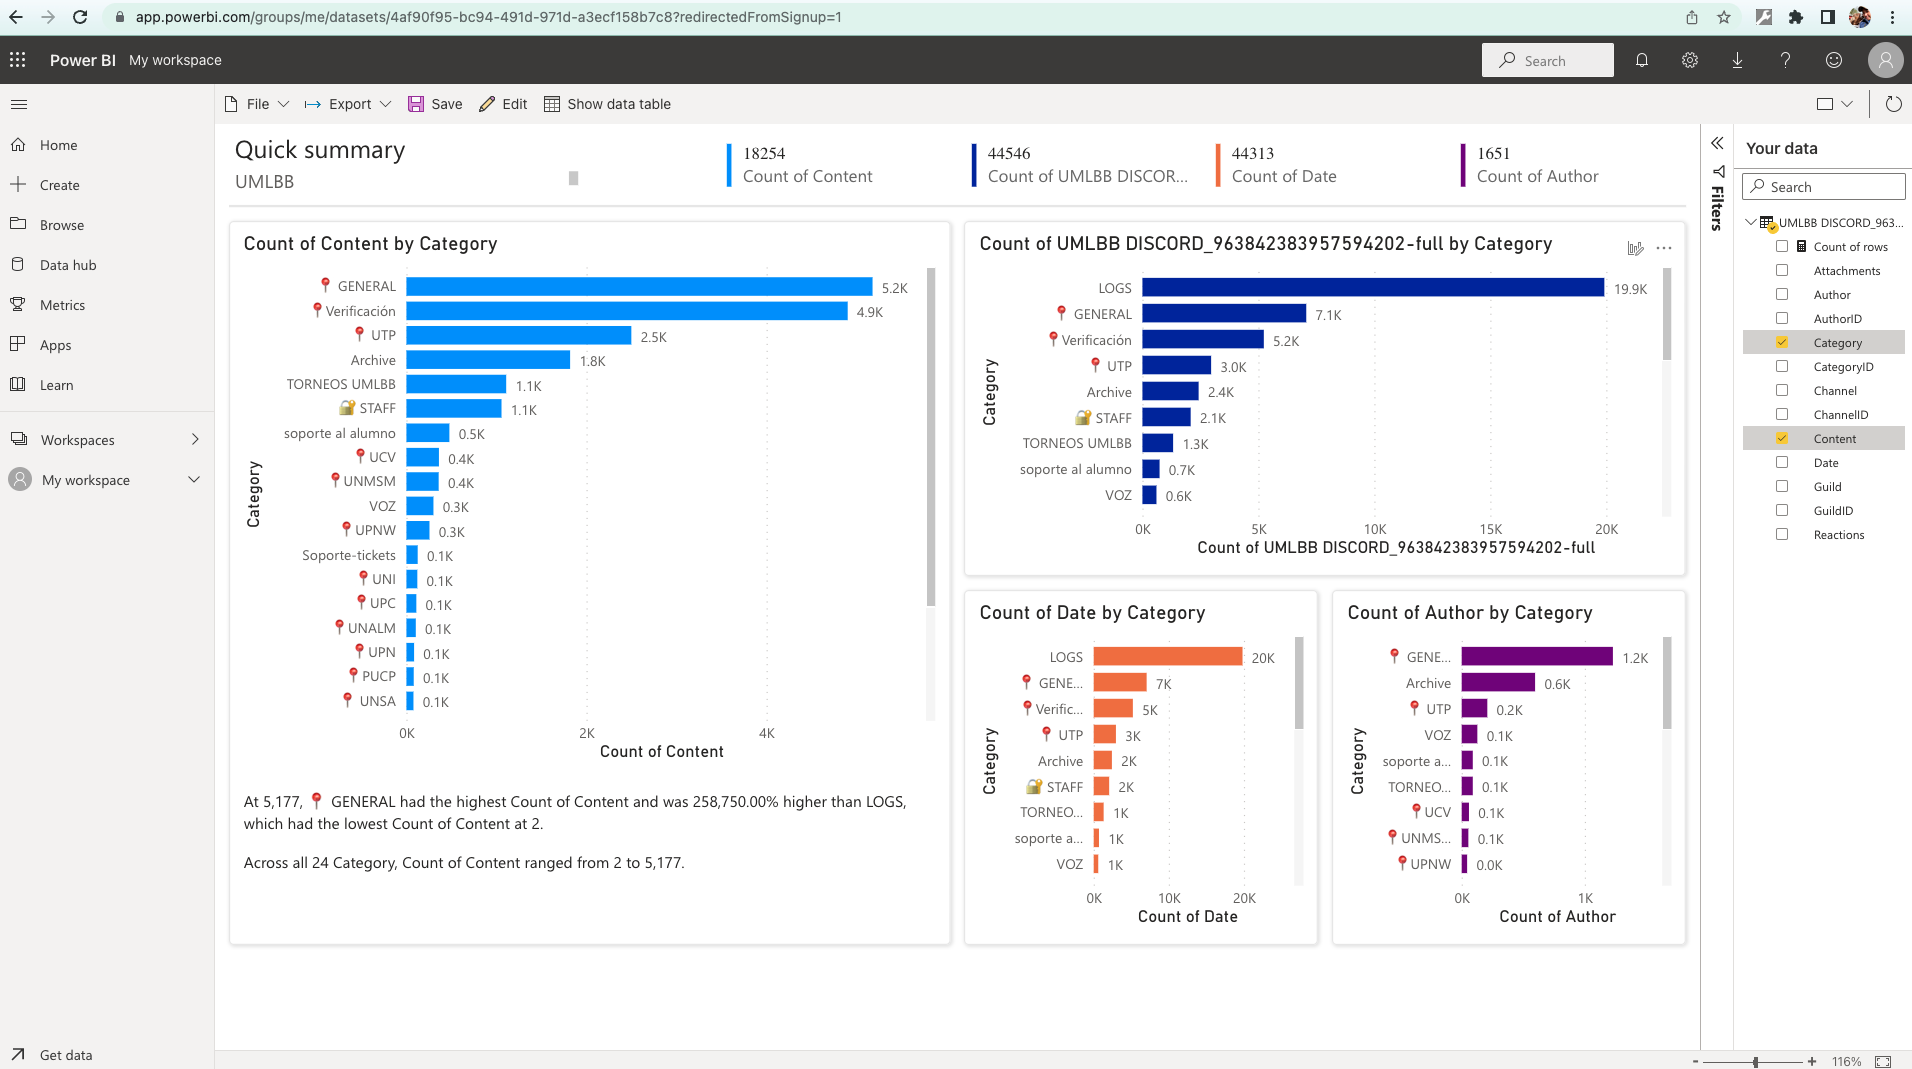 app.powerbi.com/groups/me/datasets/4af90f95-bc94-491d-971d-a3ecf158b7c8?redirectedFromSignup=1
Power BI My workspace
Search
File Export Save Edit Show data table
Home
Create
Browse
Data hub
Metrics
Apps
Learn
Workspaces
My workspace
Get data
Quick summary
UMLBB
18254
Count of Content
44546
Count of UMLBB DISCOR...
44313
Count of Date
1651
Count of Author
Count of Content by Category
Category
📍 GENERAL 5.2K
📍Verificación 4.9K
📍 UTP 2.5K
Archive 1.8K
TORNEOS UMLBB 1.1K
🔐 STAFF 1.1K
soporte al alumno 0.5K
📍UCV 0.4K
📍UNMSM 0.4K
VOZ 0.3K
📍UPNW 0.3K
Soporte-tickets 0.1K
📍UNI 0.1K
📍UPC 0.1K
📍UNALM 0.1K
📍UPN 0.1K
📍PUCP 0.1K
📍 UNSA 0.1K
0K 2K 4K
Count of Content
At 5,177, 📍 GENERAL had the highest Count of Content and was 258,750.00% higher than LOGS,
which had the lowest Count of Content at 2.
Across all 24 Category, Count of Content ranged from 2 to 5,177.
Count of UMLBB DISCORD_963842383957594202-full by Category
Category
LOGS 19.9K
📍 GENERAL 7.1K
📍Verificación 5.2K
📍 UTP 3.0K
Archive 2.4K
🔐 STAFF 2.1K
TORNEOS UMLBB 1.3K
soporte al alumno 0.7K
VOZ 0.6K
0K 5K 10K 15K 20K
Count of UMLBB DISCORD_963842383957594202-full
Count of Date by Category
Category
LOGS 20K
📍 GENE... 7K
📍Verific... 5K
📍 UTP 3K
Archive 2K
🔐 STAFF 2K
TORNEO... 1K
soporte a... 1K
VOZ 1K
0K 10K 20K
Count of Date
Count of Author by Category
Category
📍 GENE... 1.2K
Archive 0.6K
📍 UTP 0.2K
VOZ 0.1K
soporte a... 0.1K
TORNEO... 0.1K
📍UCV 0.1K
📍UNMS... 0.1K
📍UPNW 0.0K
0K 1K
Count of Author
Filters
Your data
Search
UMLBB DISCORD_963...
Count of rows
Attachments
Author
AuthorID
Category
CategoryID
Channel
ChannelID
Content
Date
Guild
GuildID
Reactions
- + 116%